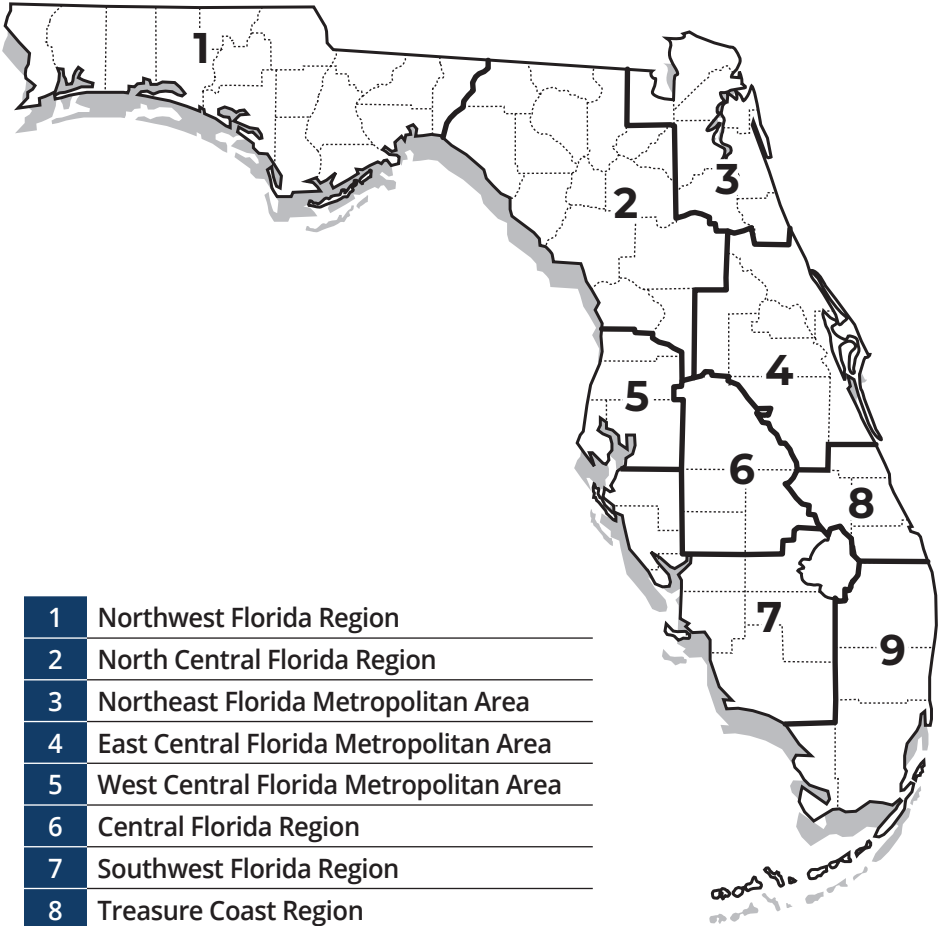 1
3
2
4
5
6
8
7
9
1 Northwest Florida Region
2 North Central Florida Region
3 Northeast Florida Metropolitan Area
4 East Central Florida Metropolitan Area
5 West Central Florida Metropolitan Area
6 Central Florida Region
7 Southwest Florida Region
8 Treasure Coast Region